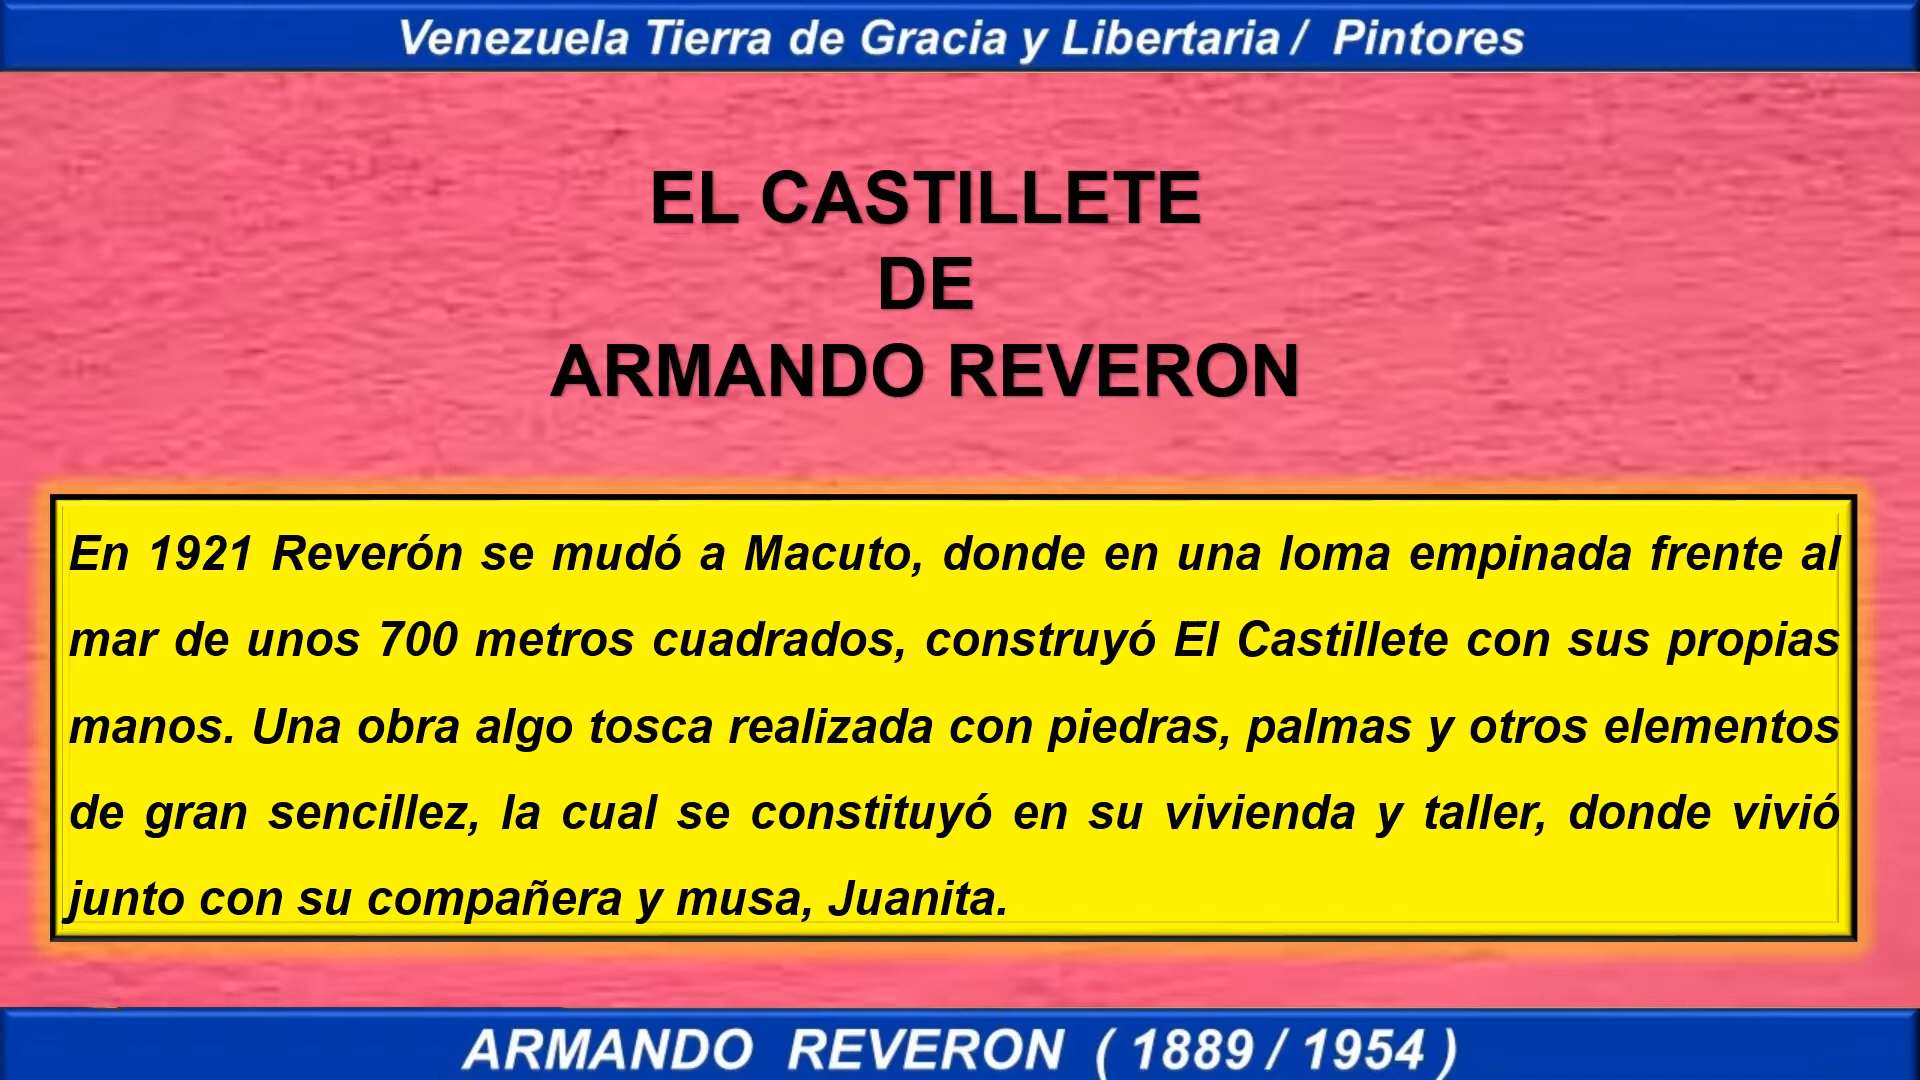 Venezuela Tierra de Gracia y Libertaria / Pintores
EL CASTILLETE
DE
ARMANDO REVERON
En 1921 Reverón se mudó a Macuto, donde en una loma empinada frente al
mar de unos 700 metros cuadrados, construyó El Castillete con sus propias
manos. Una obra algo tosca realizada con piedras, palmas y otros elementos
de gran sencillez, la cual se constituyó en su vivienda y taller, donde vivió
junto con su compañera y musa, Juanita.
ARMANDO REVERON ( 1889 / 1954 )